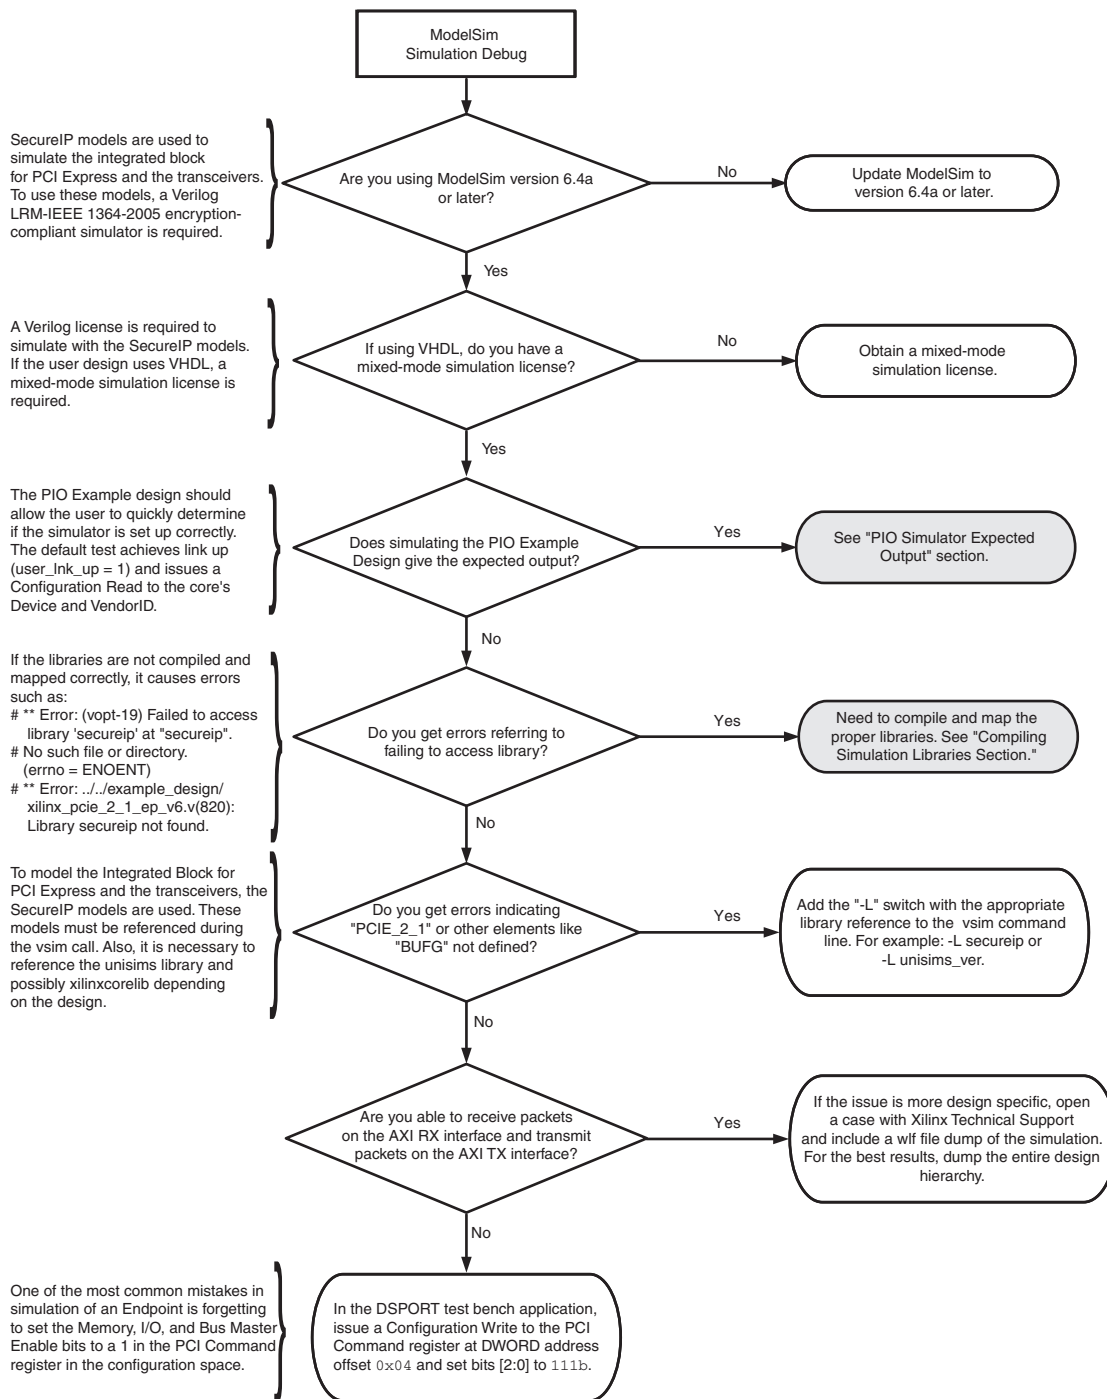 ModelSim
Simulation Debug
SecureIP models are used to
simulate the integrated block
for PCI Express and the transceivers.
To use these models, a Verilog
LRM-IEEE 1364-2005 encryption-
compliant simulator is required.
Are you using ModelSim version 6.4a
or later?
No
Update ModelSim to
version 6.4a or later.
Yes
A Verilog license is required to
simulate with the SecureIP models.
If the user design uses VHDL, a
mixed-mode simulation license is
required.
If using VHDL, do you have a
mixed-mode simulation license?
No
Obtain a mixed-mode
simulation license.
Yes
The PIO Example design should
allow the user to quickly determine
if the simulator is set up correctly.
The default test achieves link up
(user_lnk_up = 1) and issues a
Configuration Read to the core's
Device and VendorID.
Does simulating the PIO Example
Design give the expected output?
Yes
See "PIO Simulator Expected
Output" section.
No
If the libraries are not compiled and
mapped correctly, it causes errors
such as:
# ** Error: (vopt-19) Failed to access
library 'secureip' at "secureip".
# No such file or directory.
(errno = ENOENT)
# ** Error: ../../example_design/
xilinx_pcie_2_1_ep_v6.v(820):
Library secureip not found.
Do you get errors referring to
failing to access library?
Yes
Need to compile and map the
proper libraries. See "Compiling
Simulation Libraries Section."
No
To model the Integrated Block for
PCI Express and the transceivers, the
SecureIP models are used. These
models must be referenced during
the vsim call. Also, it is necessary to
reference the unisims library and
possibly xilinxcorelib depending
on the design.
Do you get errors indicating
"PCIE_2_1" or other elements like
"BUFG" not defined?
Yes
Add the "-L" switch with the appropriate
library reference to the vsim command
line. For example: -L secureip or
-L unisims_ver.
No
Are you able to receive packets
on the AXI RX interface and transmit
packets on the AXI TX interface?
Yes
If the issue is more design specific, open
a case with Xilinx Technical Support
and include a wlf file dump of the simulation.
For the best results, dump the entire design
hierarchy.
No
One of the most common mistakes in
simulation of an Endpoint is forgetting
to set the Memory, I/O, and Bus Master
Enable bits to a 1 in the PCI Command
register in the configuration space.
In the DSPORT test bench application,
issue a Configuration Write to the PCI
Command register at DWORD address
offset 0x04 and set bits [2:0] to 111b.